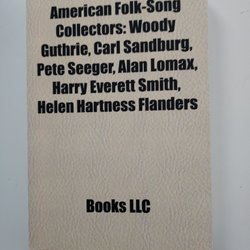 American Folk-Song
Collectors: Woody
Guthrie, Carl Sandburg,
Pete Seeger, Alan Lomax,
Harry Everett Smith,
Helen Hartness Flanders
Books LLC